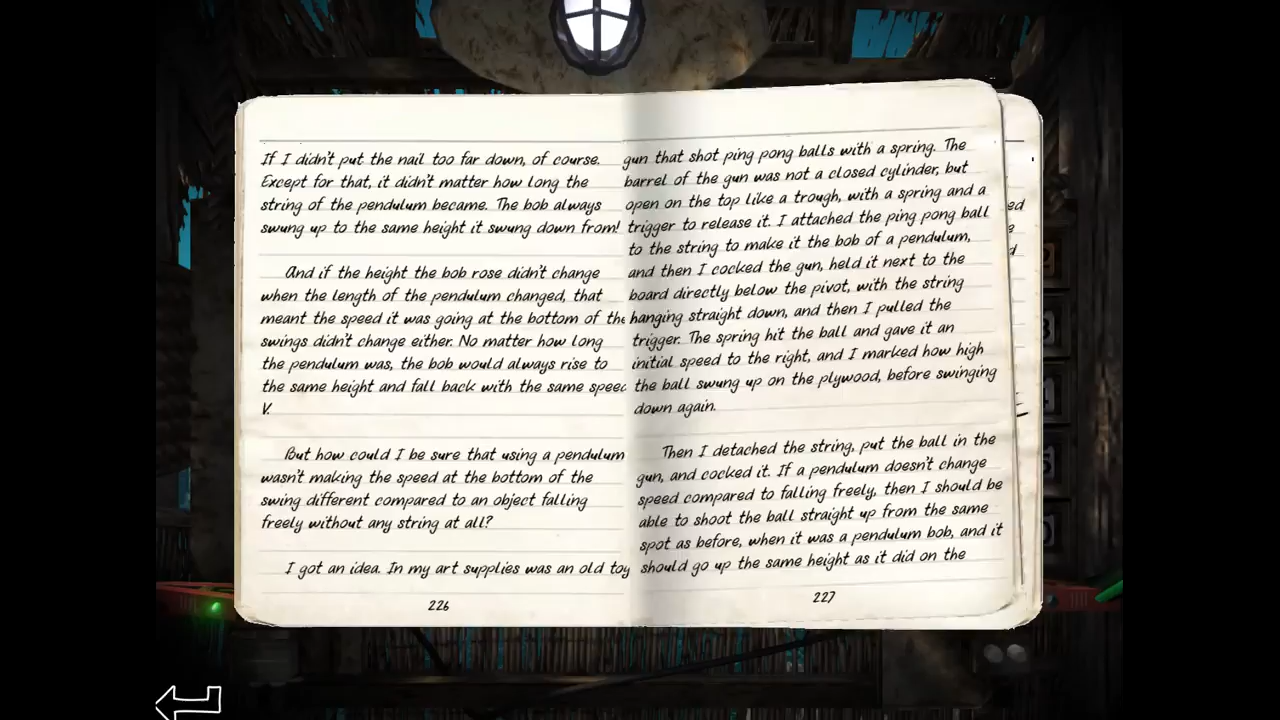 If I didn't put the nail too far down, of course.
Except for that, it didn't matter how long the
string of the pendulum became. The bob always
swung up to the same height it swung down from!
And if the height the bob rose didn't change
when the length of the pendulum changed, that
meant the speed it was going at the bottom of the
swings didn't change either. No matter how long
the pendulum was, the bob would always rise to
the same height and fall back with the same speed
V.
But how could I be sure that using a pendulum
wasn't making the speed at the bottom of the
swing different compared to an object falling
freely without any string at all?
I got an idea. In my art supplies was an old toy
226
gun that shot ping pong balls with a spring. The
barrel of the gun was not a closed cylinder, but
open on the top like a trough, with a spring and a
trigger to release it. I attached the ping pong ball
to the string to make it the bob of a pendulum,
and then I cocked the gun, held it next to the
board directly below the pivot, with the string
hanging straight down, and then I pulled the
trigger. The spring hit the ball and gave it an
initial speed to the right, and I marked how high
the ball swung up on the plywood, before swinging
down again.
Then I detached the string, put the ball in the
gun, and cocked it. If a pendulum doesn't change
speed compared to falling freely, then I should be
able to shoot the ball straight up from the same
spot as before, when it was a pendulum bob, and it
should go up the same height as it did on the
227